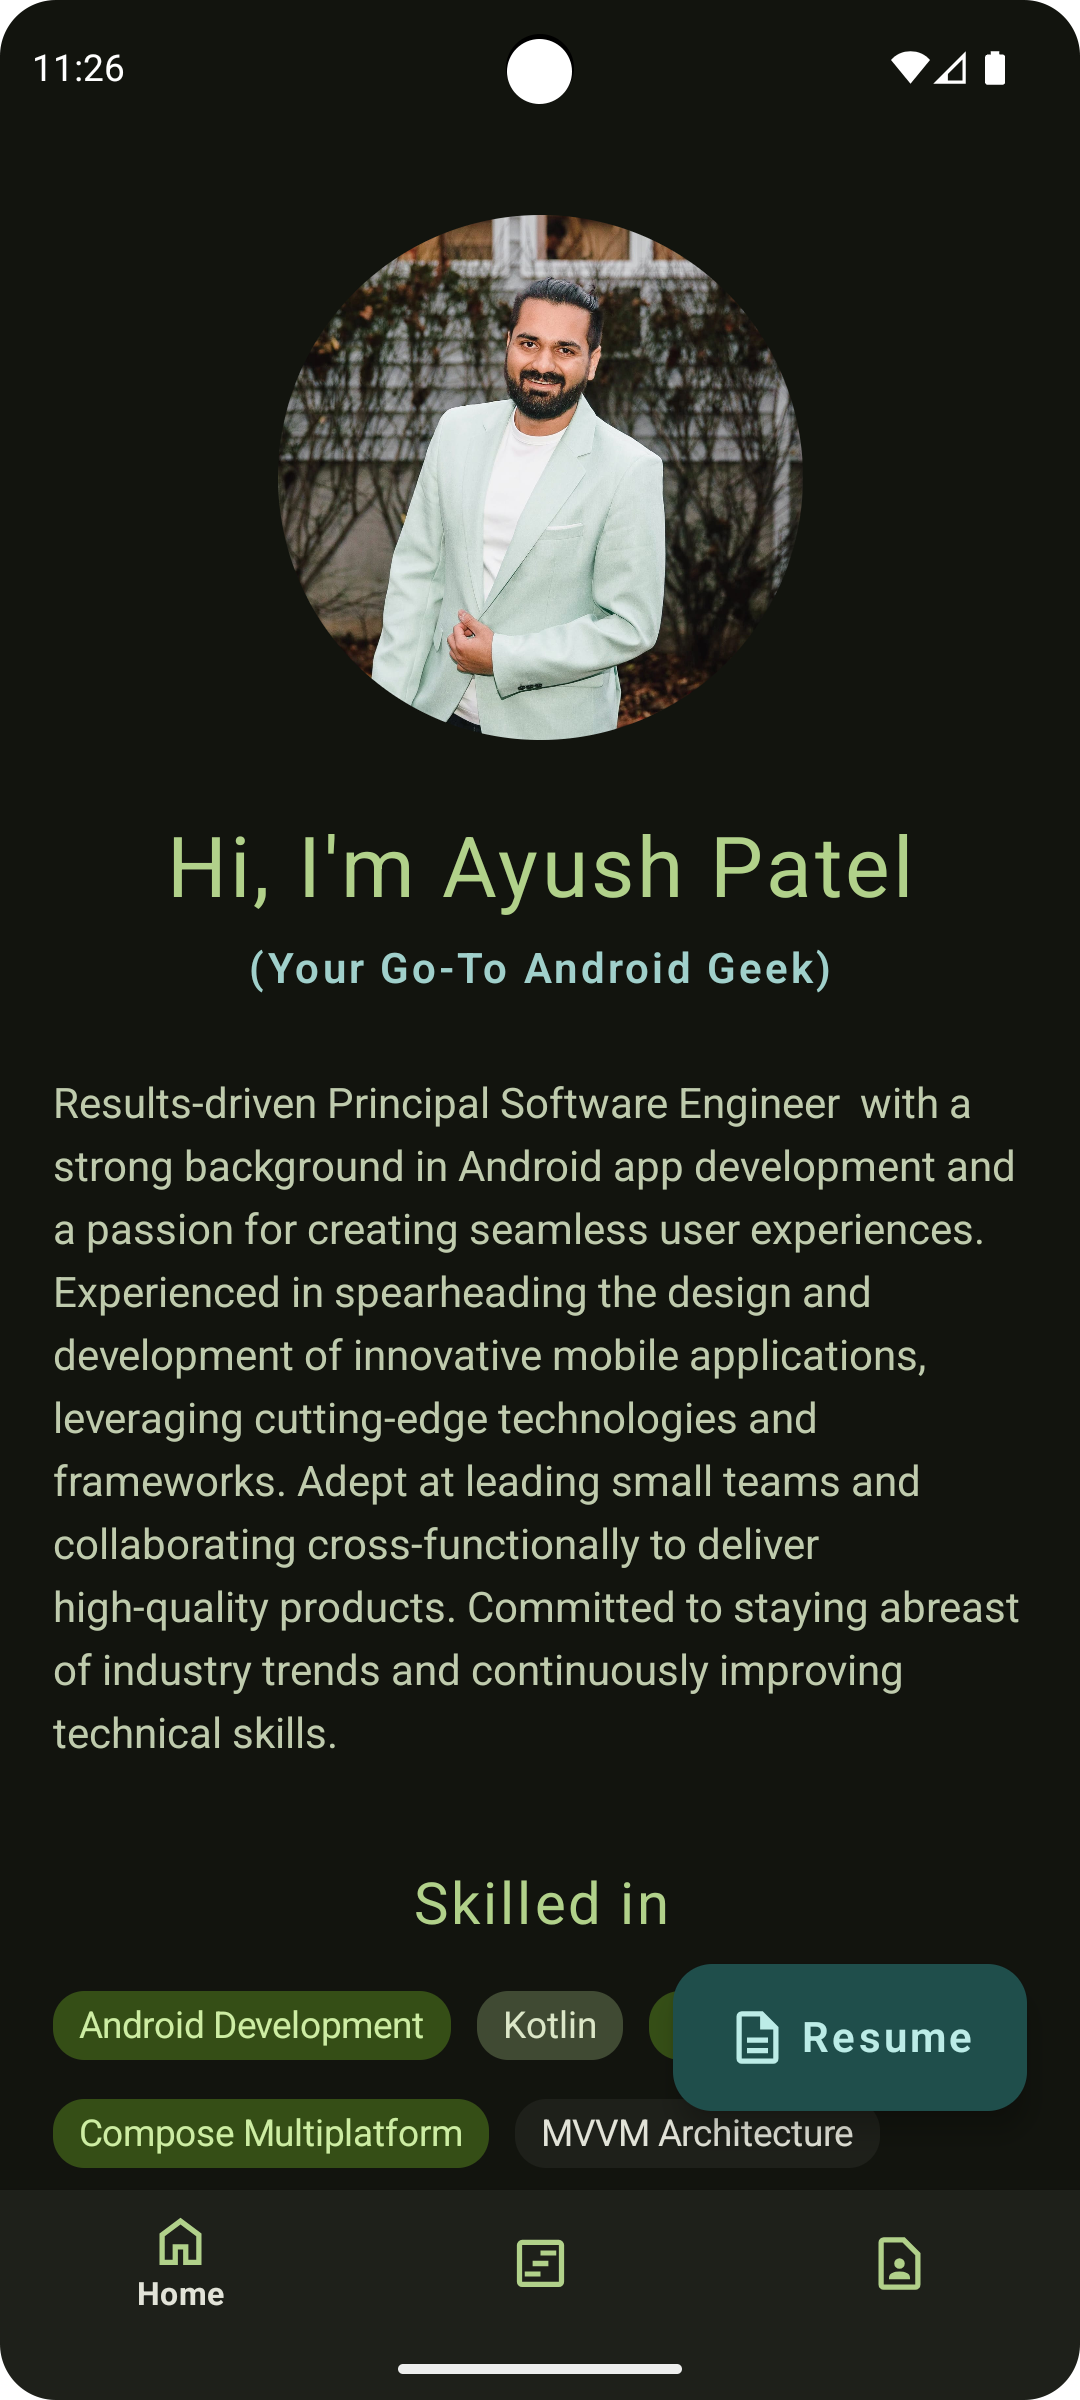 11:26
Hi, I'm Ayush Patel
(Your Go-To Android Geek)
Results-driven Principal Software Engineer  with a
strong background in Android app development and
a passion for creating seamless user experiences.
Experienced in spearheading the design and
development of innovative mobile applications,
leveraging cutting-edge technologies and
frameworks. Adept at leading small teams and
collaborating cross-functionally to deliver
high-quality products. Committed to staying abreast
of industry trends and continuously improving
technical skills.
Skilled in
Android Development Kotlin
Resume
Compose Multiplatform MVVM Architecture
Home